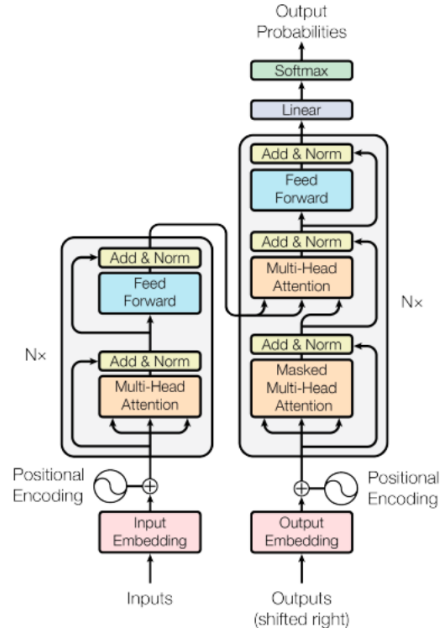 Output
Probabilities
Softmax
Linear
Add & Norm
Feed
Forward
Add & Norm
Multi-Head
Attention
Nx
Add & Norm
Masked
Multi-Head
Attention
Positional
Encoding
Output
Embedding
Outputs
(shifted right)
Add & Norm
Feed
Forward
Nx
Add & Norm
Multi-Head
Attention
Positional
Encoding
Input
Embedding
Inputs